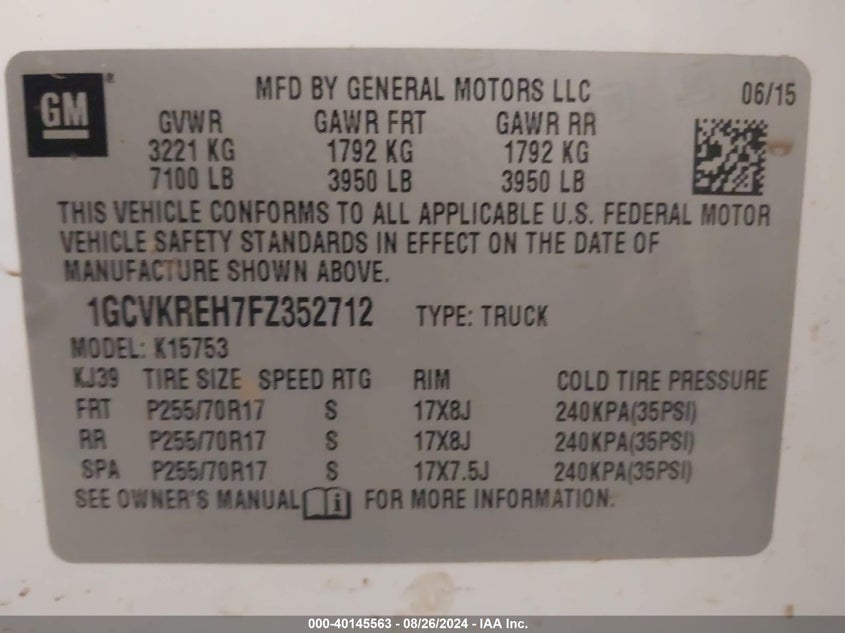 GM ®
MFD BY GENERAL MOTORS LLC 06/15
GVWR GAWR FRT GAWR RR
3221 KG 1792 KG 1792 KG
7100 LB 3950 LB 3950 LB
THIS VEHICLE CONFORMS TO ALL APPLICABLE U.S. FEDERAL MOTOR
VEHICLE SAFETY STANDARDS IN EFFECT ON THE DATE OF
MANUFACTURE SHOWN ABOVE.
1GCVKREH7FZ352712 TYPE: TRUCK
MODEL: K15753
KJ39 TIRE SIZE SPEED RTG RIM COLD TIRE PRESSURE
FRT P255/70R17 S 17X8J 240KPA(35PSI)
RR P255/70R17 S 17X8J 240KPA(35PSI)
SPA P255/70R17 S 17X7.5J 240KPA(35PSI)
SEE OWNER'S MANUAL i FOR MORE INFORMATION.
000-40145563 - 08/26/2024 - IAA Inc.